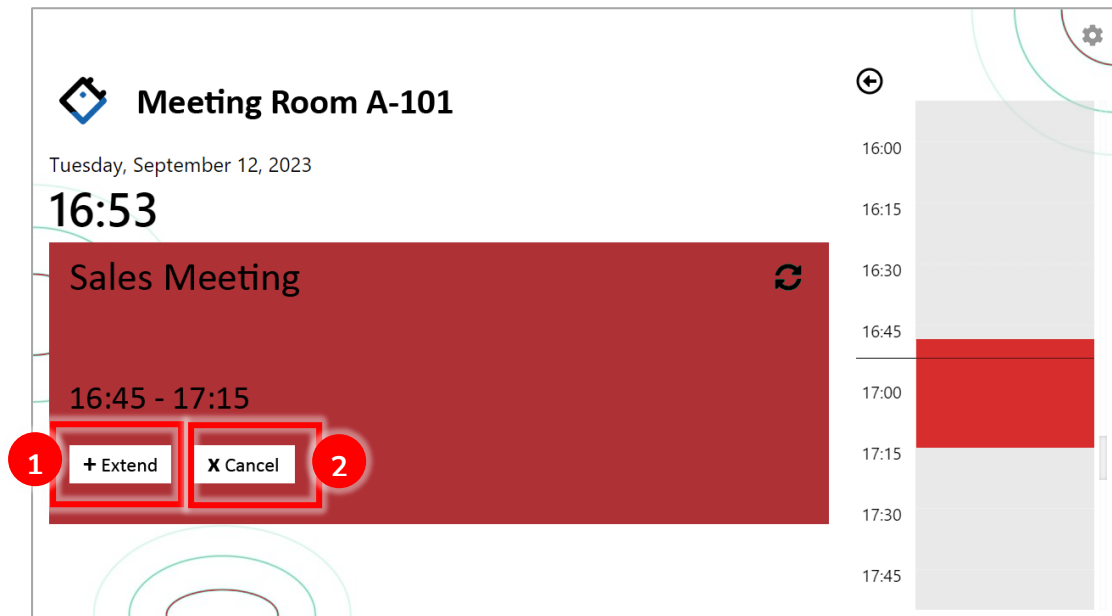 Meeting Room A-101
Tuesday, September 12, 2023
16:53
Sales Meeting
16:45 - 17:15
1
+ Extend
X Cancel
2
16:00
16:15
16:30
16:45
17:00
17:15
17:30
17:45